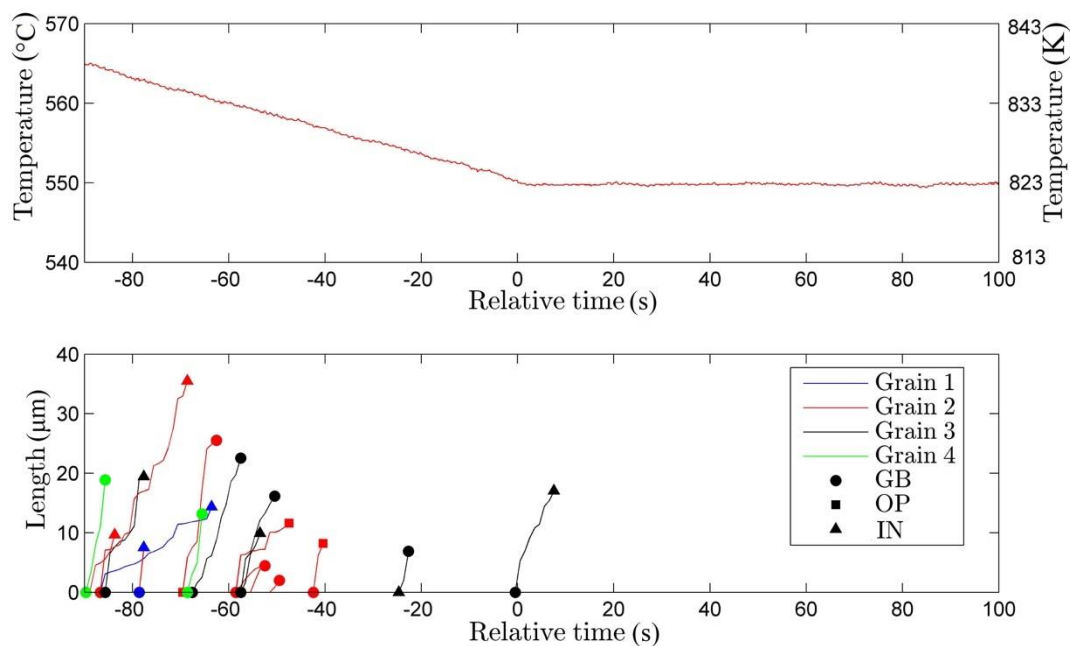 570
560
550
540
Temperature (°C)
843
833
823
813
Temperature (K)
-80 -60 -40 -20 0 20 40 60 80 100
Relative time (s)
40
30
20
10
0
Length (μm)
Grain 1
Grain 2
Grain 3
Grain 4
GB
OP
IN
-80 -60 -40 -20 0 20 40 60 80 100
Relative time (s)